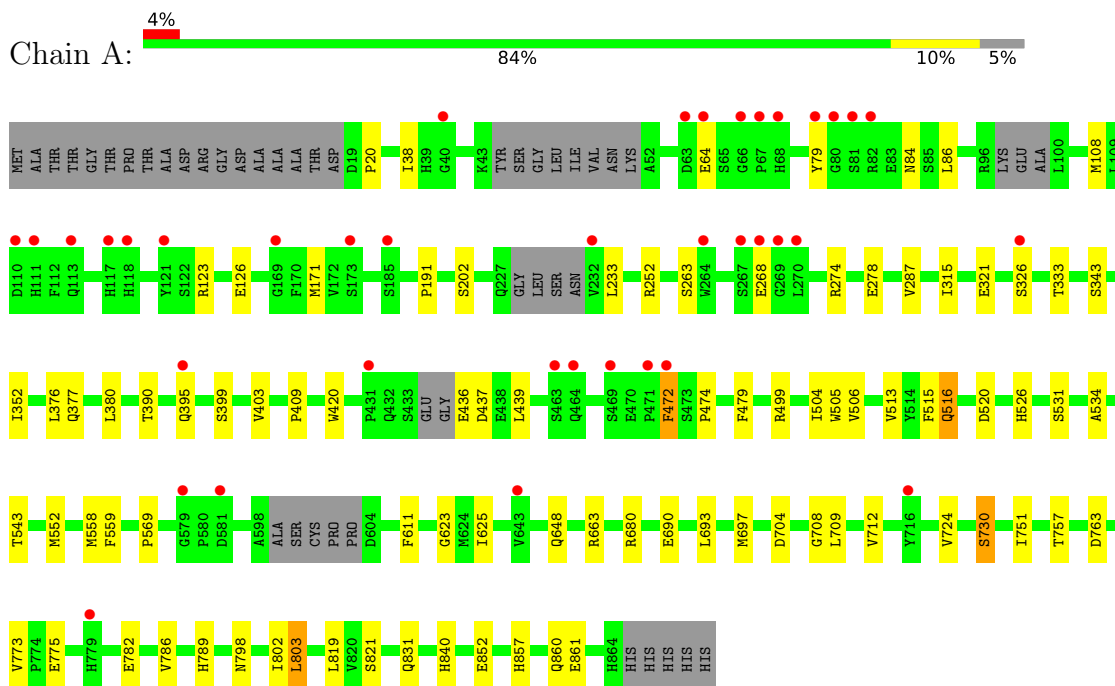 4%
Chain A:
84% 10% 5%
MET ALA THR THR GLY THR PRO THR ALA ASP ARG GLY ASP ALA ALA ALA THR ASP D19 P20 I38 H39 G40 K43 TYR SER GLY LEU ILE VAL ASN LYS A52 D63 E64 S65 G66 P67 H68 Y79 G80 S81 R82 E83 N84 S85 L86 R96 LYS GLU ALA L100 M108 L109
D110 H111 F112 Q113 H117 H118 Y121 S122 R123 E126 G169 F170 M171 V172 S173 S185 P191 S202 Q227 GLY LEU SER ASN V232 L233 R252 S263 W264 S267 E268 G269 L270 R274 E278 V287 I315 E321 S326 T333 S343
I352 L376 Q377 L380 T390 Q395 S399 V403 P409 W420 P431 Q432 S433 GLU GLY E436 D437 E438 L439 S463 Q464 S469 E470 P471 F472 S473 P474 F479 R499 I504 W505 V506 V513 Y514 F515 Q516 D520 H526 S531 A534
T543 M552 M558 F559 P569 G579 P580 D581 A598 ALA SER CYS PRO PRO D604 F611 G623 M624 I625 V643 Q648 R663 R680 E690 L693 M697 D704 G708 L709 V712 Y716 V724 S730 I751 T757 D763
V773 P774 E775 H779 E782 V786 H789 N798 I802 L803 L819 V820 S821 Q831 H840 E852 H857 Q860 E861 H864 HIS HIS HIS HIS HIS